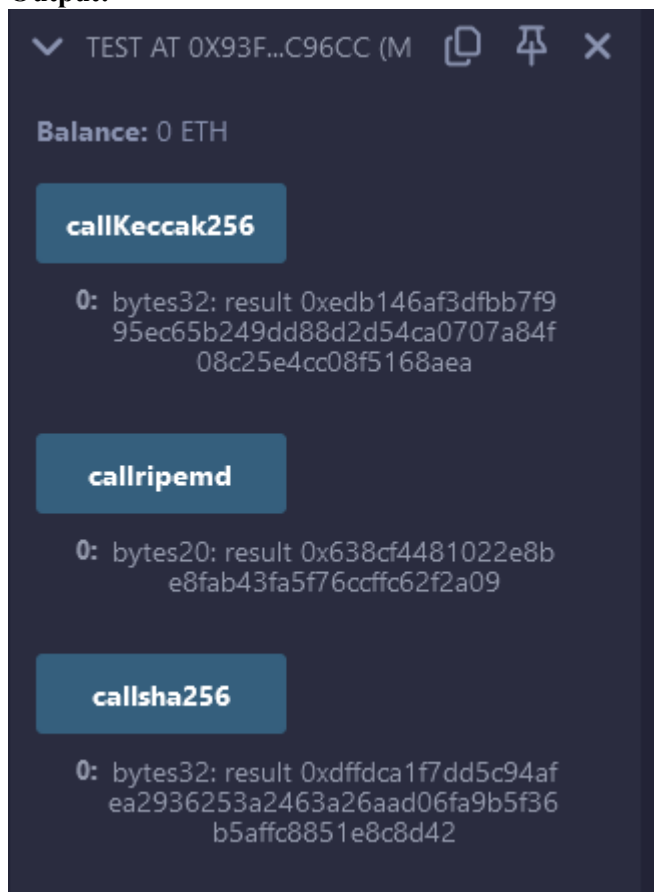 Output:
TEST AT 0X93F...C96CC (M
Balance: 0 ETH
callKeccak256
0: bytes32: result 0xedb146af3dfbb7f9
95ec65b249dd88d2d54ca0707a84f
08c25e4cc08f5168aea
callripemd
0: bytes20: result 0x638cf4481022e8b
e8fab43fa5f76ccffc62f2a09
callsha256
0: bytes32: result 0xdffdca1f7dd5c94af
ea2936253a2463a26aad06fa9b5f36
b5affc8851e8c8d42